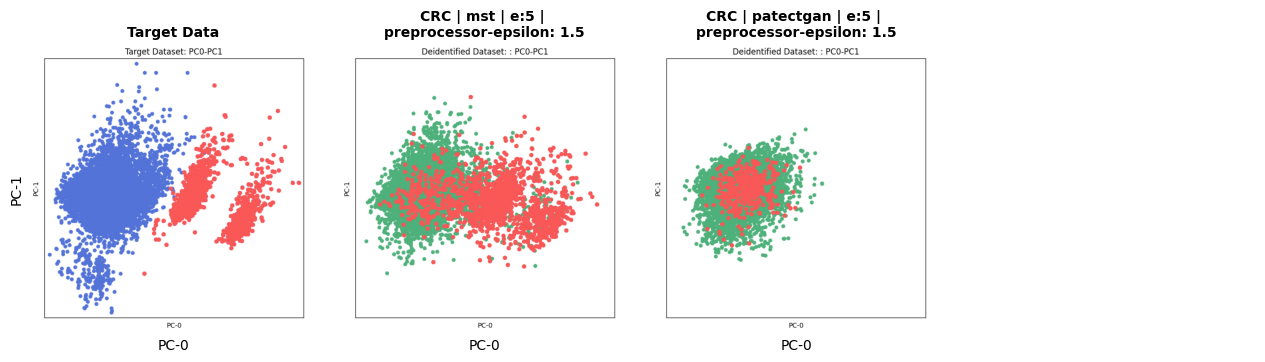 Target Data
Target Dataset: PC0-PC1
PC-1
PC-1
PC-0
PC-0
CRC | mst | e:5 |
preprocessor-epsilon: 1.5
Deidentified Dataset: : PC0-PC1
PC-1
PC-0
PC-0
CRC | patectgan | e:5 |
preprocessor-epsilon: 1.5
Deidentified Dataset: : PC0-PC1
PC-1
PC-0
PC-0